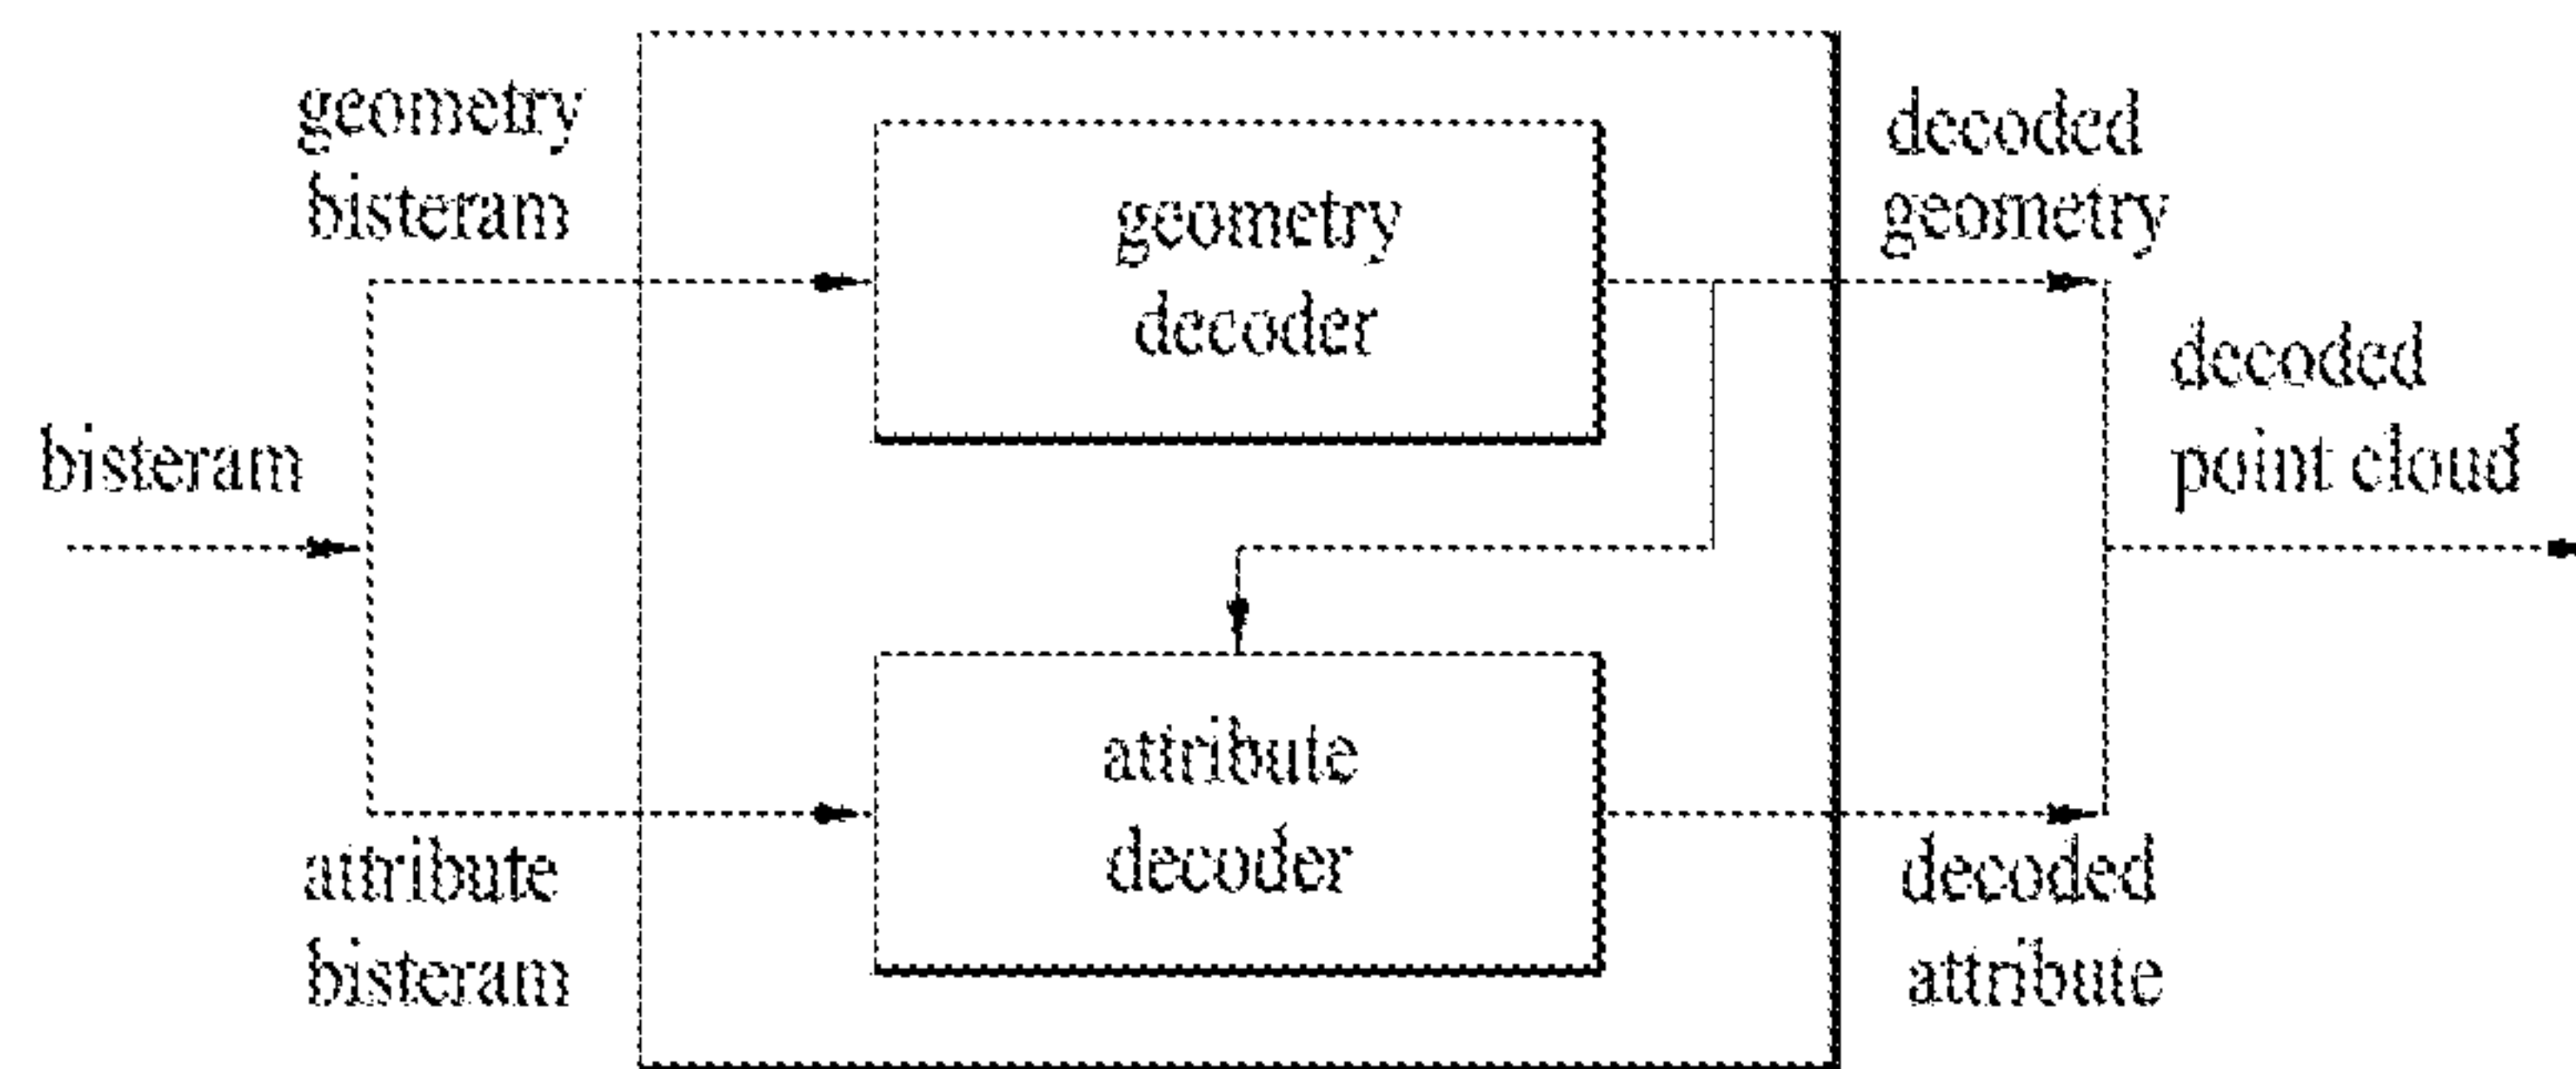 geometry
bisteram
bisteram
attribute
bisteram
geometry
decoder
attribute
decoder
decoded
geometry
decoded
point cloud
decoded
attribute